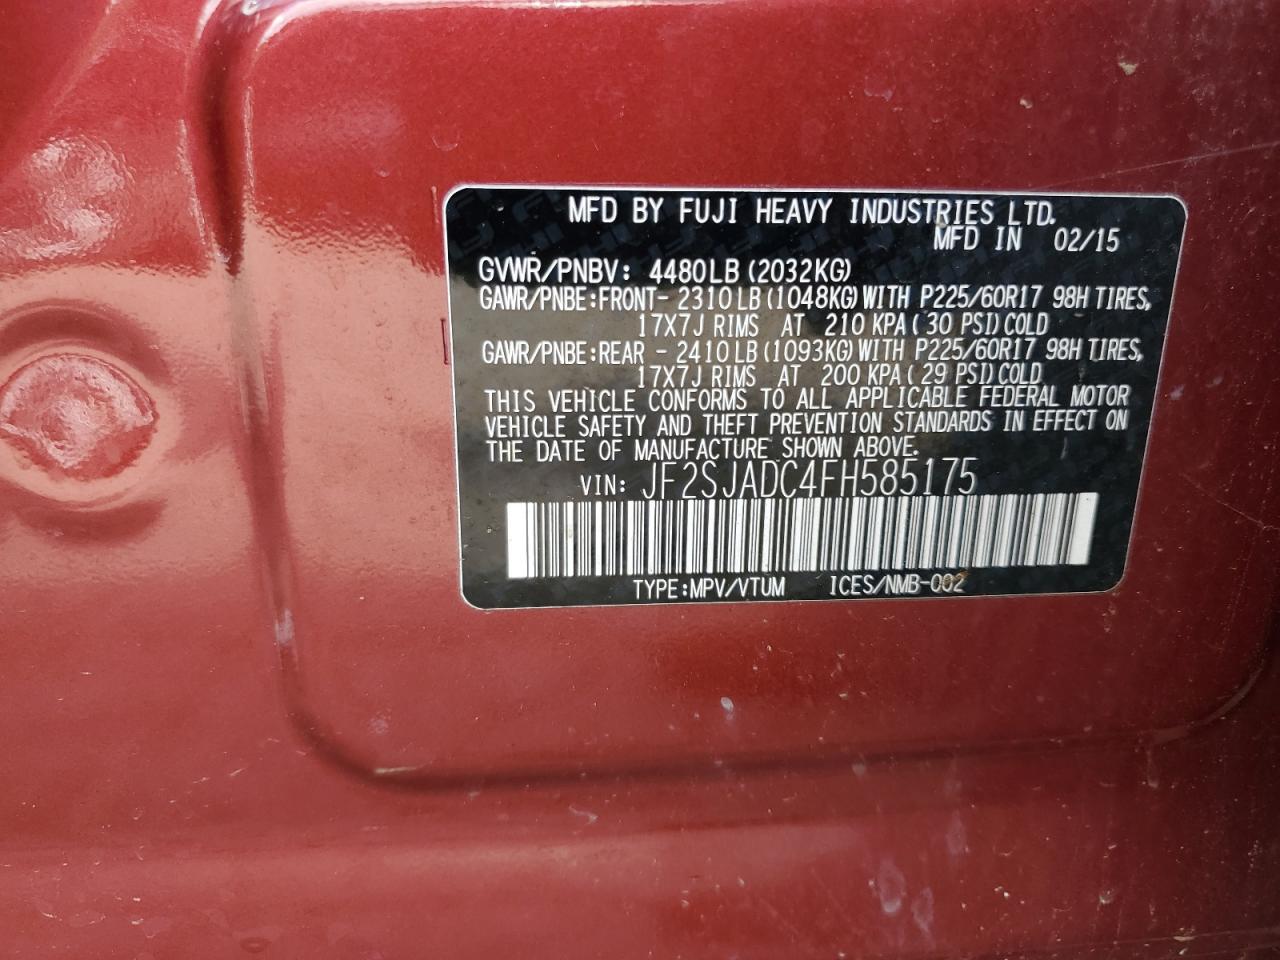 MFD BY FUJI HEAVY INDUSTRIES LTD.
MFD IN 02/15
GVWR/PNBV: 4480LB (2032KG)
GAWR/PNBE:FRONT- 2310LB (1048KG) WITH P225/60R17 98H TIRES,
17X7J RIMS AT 210 KPA( 30 PSI)COLD
GAWR/PNBE:REAR - 2410LB (1093KG) WITH P225/60R17 98H TIRES,
17X7J RIMS AT 200 KPA( 29 PSI)COLD
THIS VEHICLE CONFORMS TO ALL APPLICABLE FEDERAL MOTOR
VEHICLE SAFETY AND THEFT PREVENTION STANDARDS IN EFFECT ON
THE DATE OF MANUFACTURE SHOWN ABOVE.
VIN: JF2SJADC4FH585175
TYPE:MPV/VTUM ICES/NMB-002